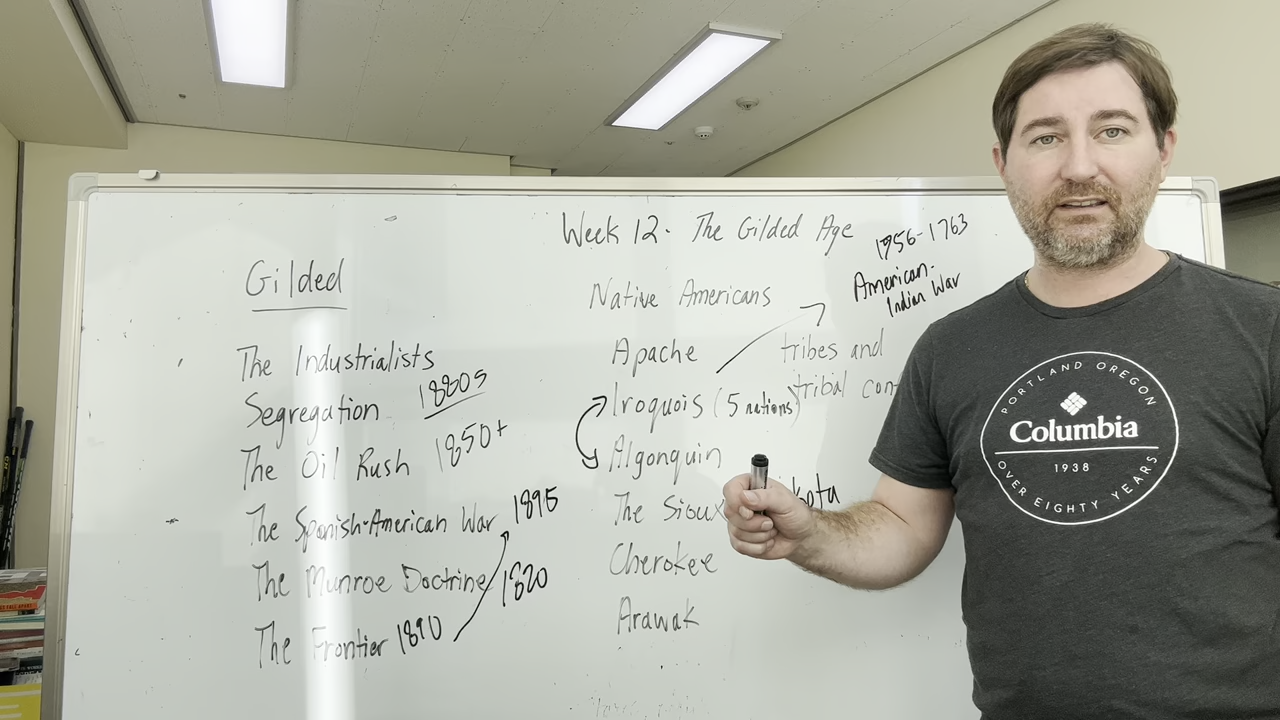 Week 12. The Gilded Age
Gilded
The Industrialists
Segregation 1880s
The Oil Rush 1850+
The Spanish-American War 1895
The Munroe Doctrine 1820
The Frontier 1890
Native Americans
Apache
Iroquois (5 nations)
Algonquin
The Sioux
Cherokee
Arawak
1756-1763
American-
Indian War
tribes and
tribal
PORTLAND OREGON
Columbia
1938
OVER EIGHTY YEARS